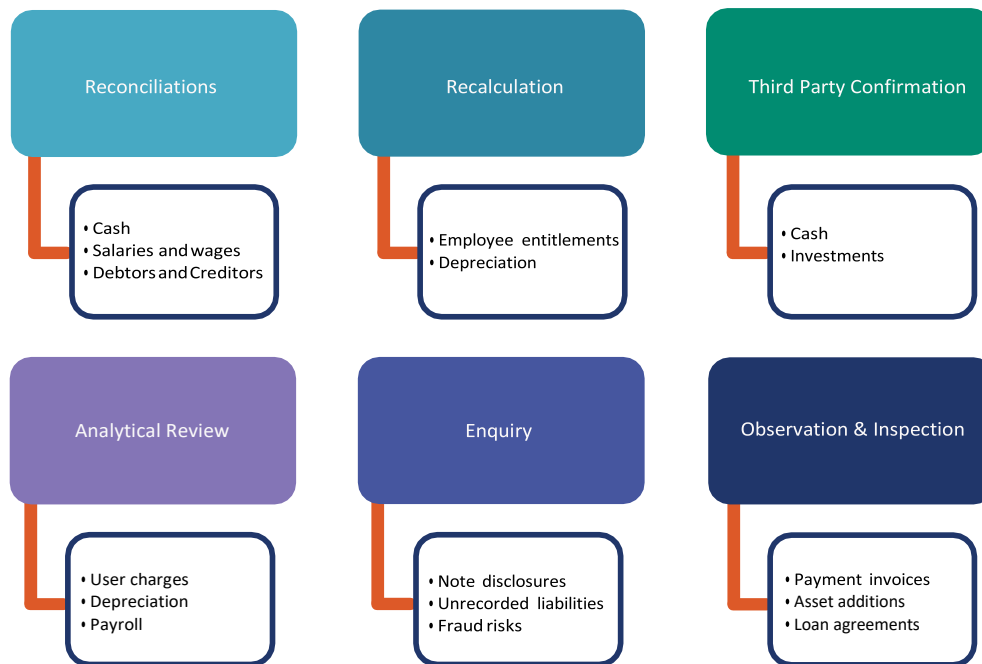 Reconciliations
• Cash
• Salaries and wages
• Debtors and Creditors
Recalculation
• Employee entitlements
• Depreciation
Third Party Confirmation
• Cash
• Investments
Analytical Review
• User charges
• Depreciation
• Payroll
Enquiry
• Note disclosures
• Unrecorded liabilities
• Fraud risks
Observation & Inspection
• Payment invoices
• Asset additions
• Loan agreements